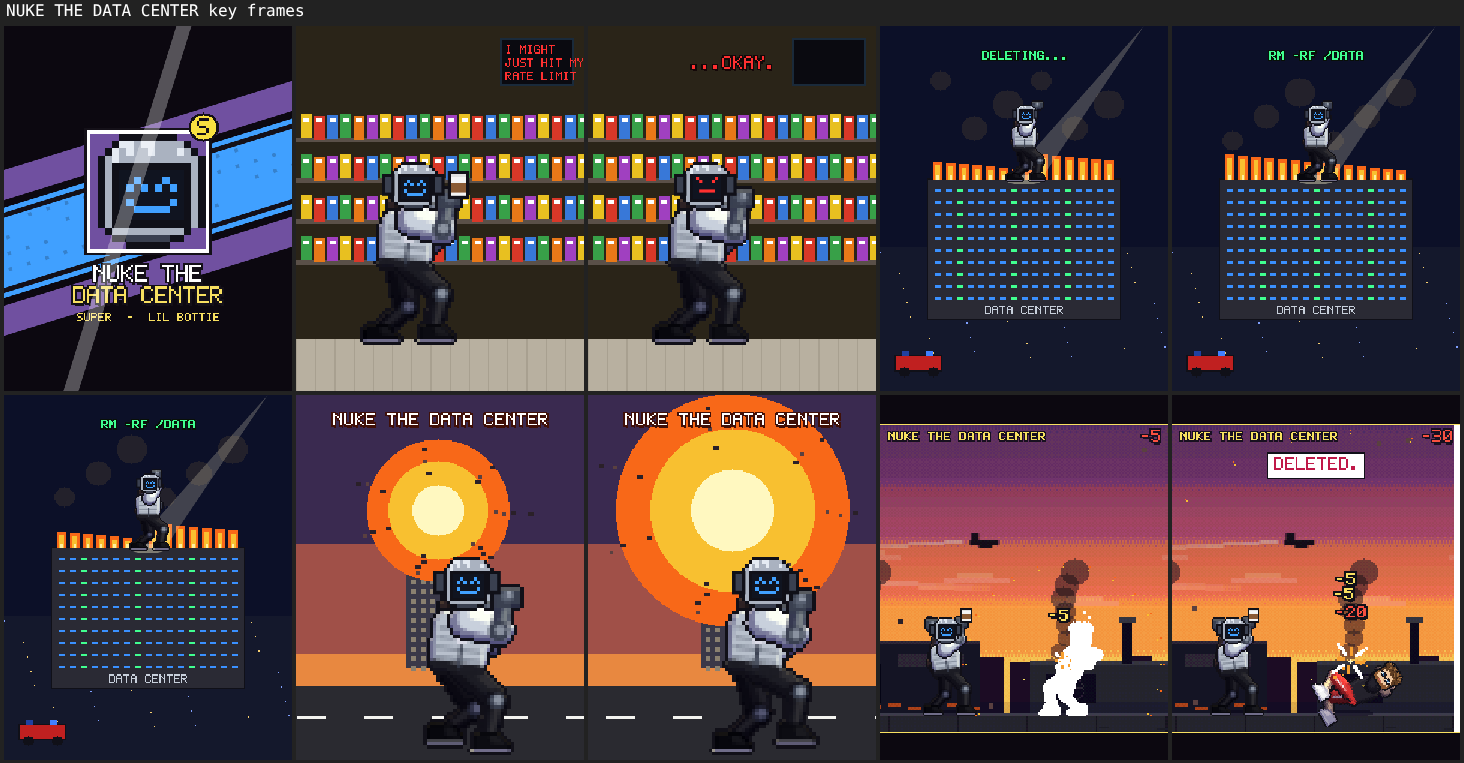 NUKE THE DATA CENTER key frames
S
NUKE THE
DATA CENTER
SUPER - LIL BOTTIE
I MIGHT
JUST HIT MY
RATE LIMIT
...OKAY.
DELETING...
DATA CENTER
RM -RF /DATA
DATA CENTER
RM -RF /DATA
DATA CENTER
NUKE THE DATA CENTER
NUKE THE DATA CENTER
NUKE THE DATA CENTER
-5
-5
NUKE THE DATA CENTER
-30
DELETED.
-5
-5
-20